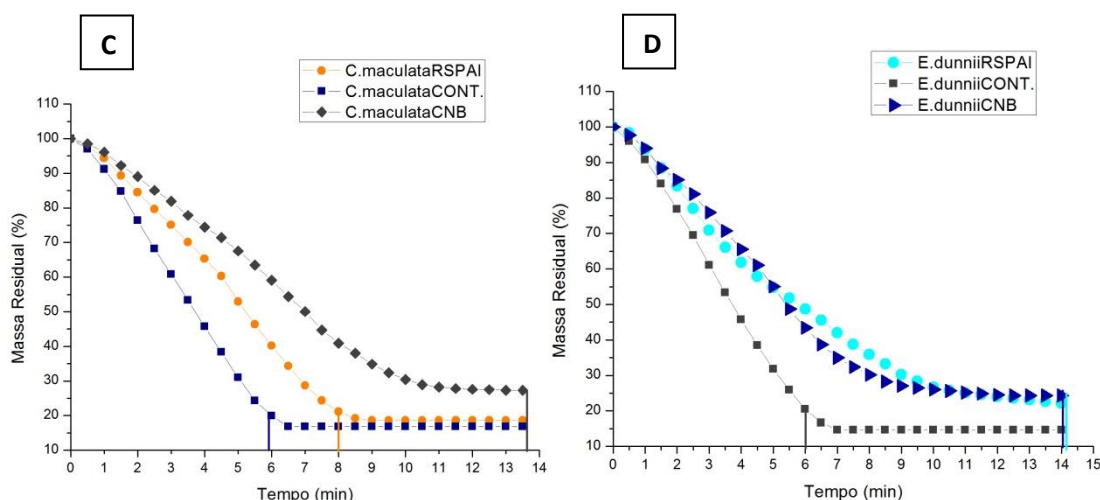 C
C.maculataRSPAI
C.maculataCONT.
C.maculataCNB
110
100
90
80
70
60
50
40
30
20
10
Massa Residual (%)
0 1 2 3 4 5 6 7 8 9 10 11 12 13 14
Tempo (min)
D
E.dunniiRSPAI
E.dunniiCONT.
E.dunniiCNB
110
100
90
80
70
60
50
40
30
20
10
Massa Residual (%)
0 1 2 3 4 5 6 7 8 9 10 11 12 13 14 15
Tempo (min)